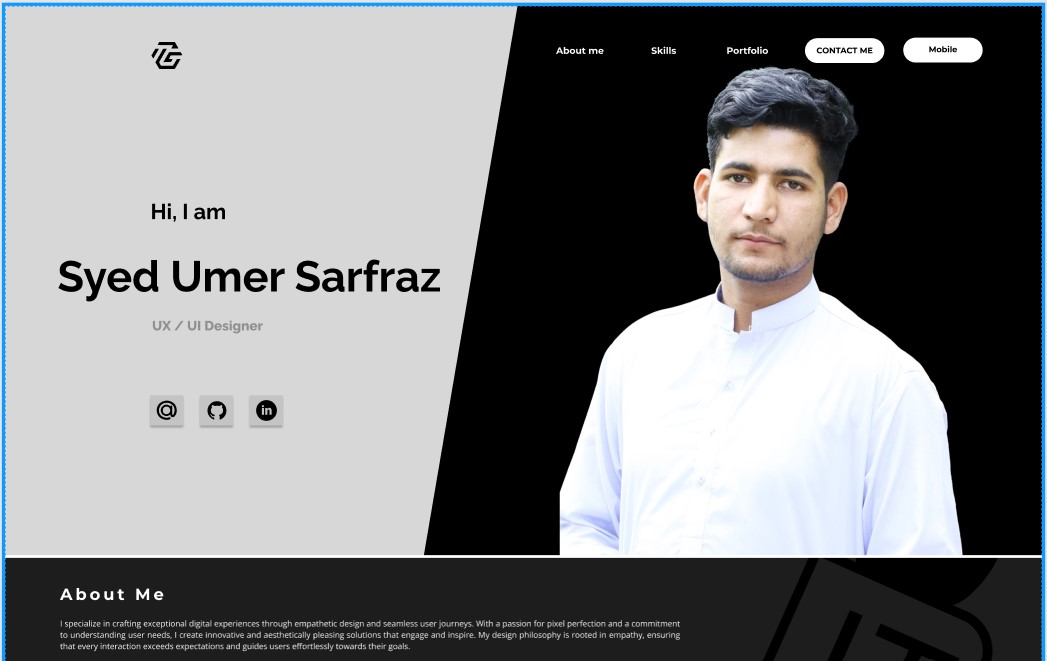 About me
Skills
Portfolio
CONTACT ME
Mobile
Hi, I am
Syed Umer Sarfraz
UX / UI Designer
in
About Me
I specialize in crafting exceptional digital experiences through empathetic design and seamless user journeys. With a passion for pixel perfection and a commitment
to understanding user needs, I create innovative and aesthetically pleasing solutions that engage and inspire. My design philosophy is rooted in empathy, ensuring
that every interaction exceeds expectations and guides users effortlessly towards their goals.